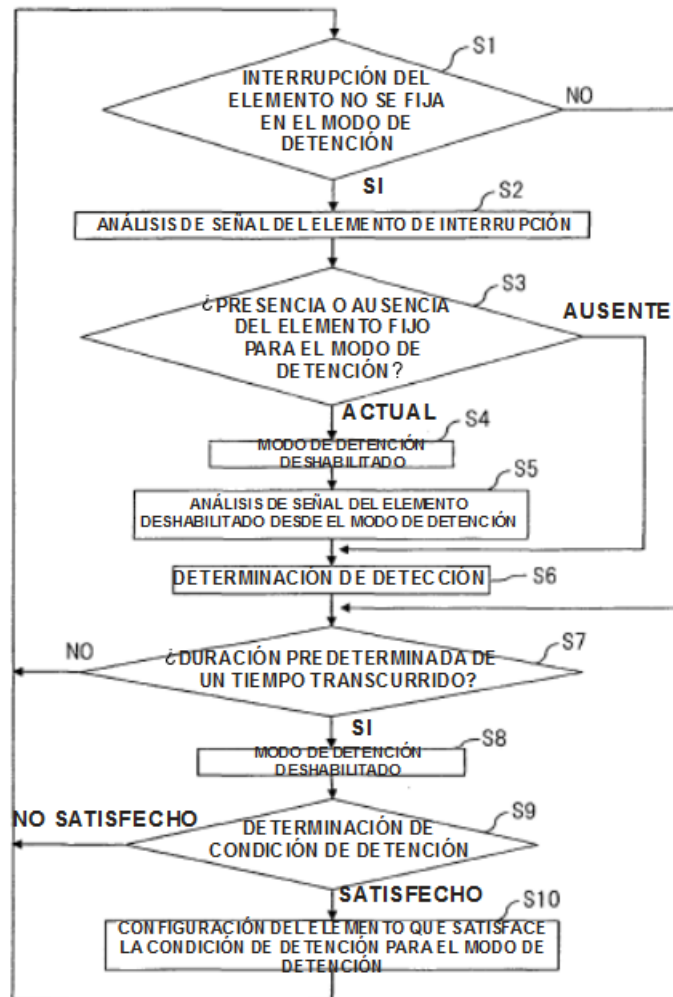 S1
INTERRUPCIÓN DEL
ELEMENTO NO SE FIJA
EN EL MODO DE
DETENCIÓN
NO
SI
S2
ANÁLISIS DE SEÑAL DEL ELEMENTO DE INTERRUPCIÓN
S3
¿PRESENCIA O AUSENCIA
DEL ELEMENTO FIJO
PARA EL MODO DE
DETENCIÓN?
AUSENTE
ACTUAL
S4
MODO DE DETENCIÓN
DESHABILITADO
S5
ANÁLISIS DE SEÑAL DEL ELEMENTO
DESHABILITADO DESDE EL MODO DE DETENCIÓN
DETERMINACIÓN DE DETECCIÓN
S6
S7
NO
¿DURACIÓN PREDETERMINADA DE
UN TIEMPO TRANSCURRIDO?
SI
S8
MODO DE DETENCIÓN
DESHABILITADO
S9
NO SATISFECHO
DETERMINACIÓN DE
CONDICIÓN DE DETENCIÓN
SATISFECHO
S10
CONFIGURACIÓN DEL ELEMENTO QUE SATISFACE
LA CONDICIÓN DE DETENCIÓN PARA EL MODO DE
DETENCIÓN